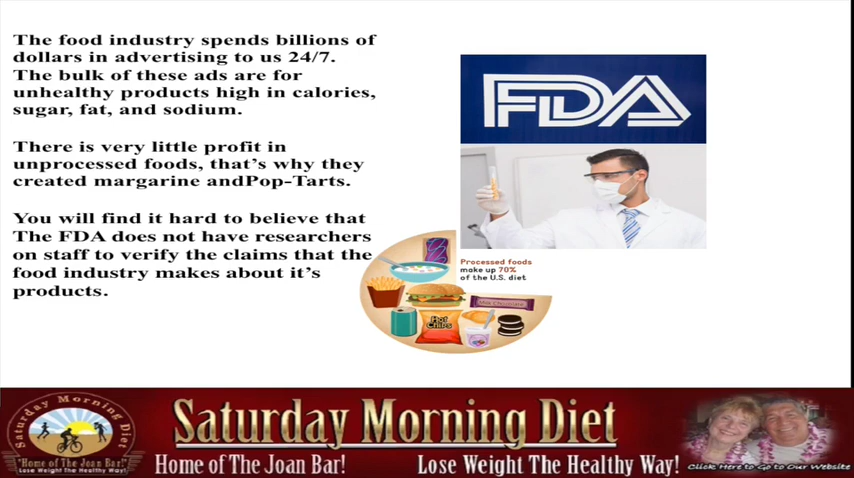 The food industry spends billions of
dollars in advertising to us 24/7.
The bulk of these ads are for
unhealthy products high in calories,
sugar, fat, and sodium.
There is very little profit in
unprocessed foods, that's why they
created margarine andPop-Tarts.
You will find it hard to believe that
The FDA does not have researchers
on staff to verify the claims that the
food industry makes about it's
products.
FDA
Processed foods
make up 70%
of the U.S. diet
Milk Chocolate
Hot
Chips
Saturday Morning Diet
"Home of The Joan Bar!"
Lose Weight The Healthy Way!
Saturday Morning Diet
Home of The Joan Bar!
Lose Weight The Healthy Way!
Click Here to Go to Our Website